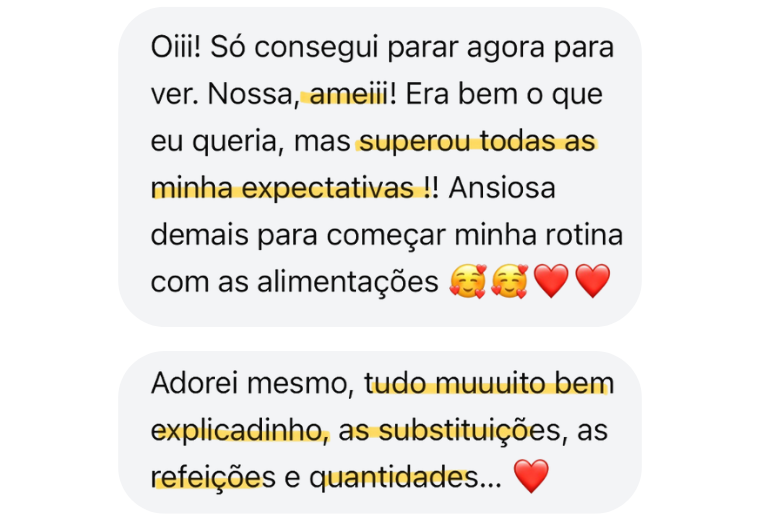 Oiii! Só consegui parar agora para
ver. Nossa, ameiii! Era bem o que
eu queria, mas superou todas as
minha expectativas !! Ansiosa
demais para começar minha rotina
com as alimentações 🥰🥰❤️❤️
Adorei mesmo, tudo muuuito bem
explicadinho, as substituições, as
refeições e quantidades... ❤️